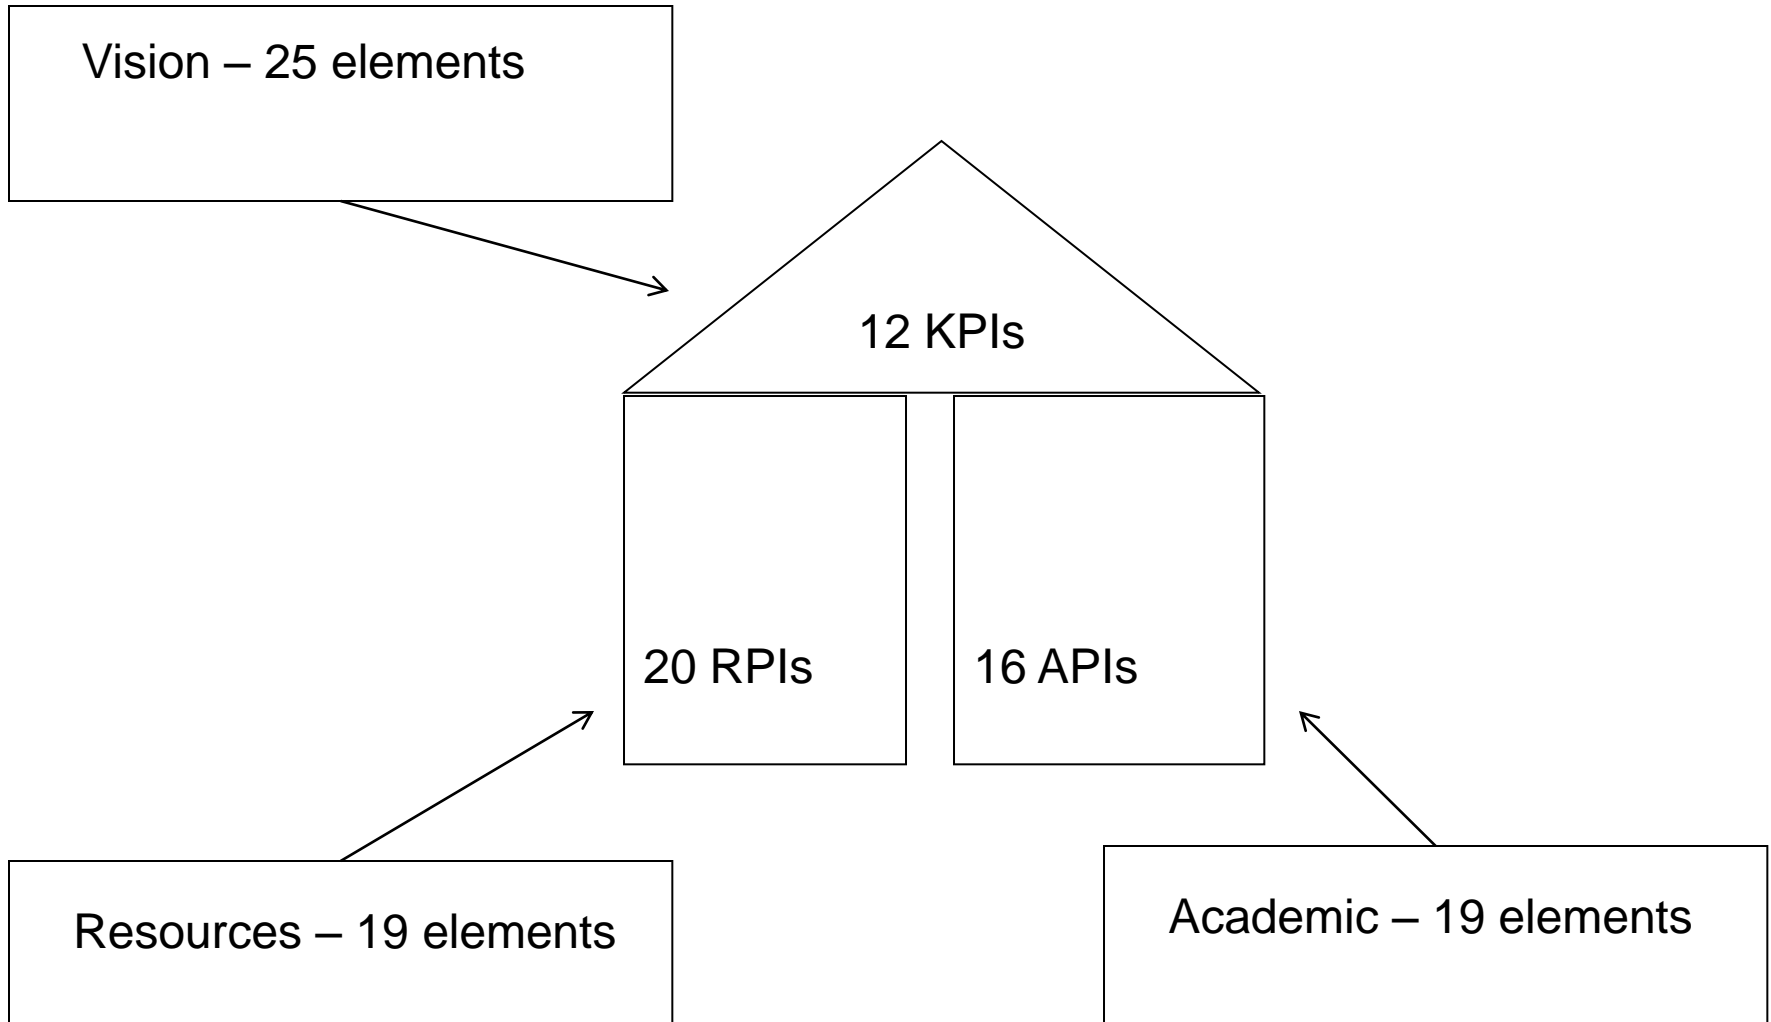 Vision – 25 elements
12 KPIs
20 RPIs
16 APIs
Resources – 19 elements
Academic – 19 elements